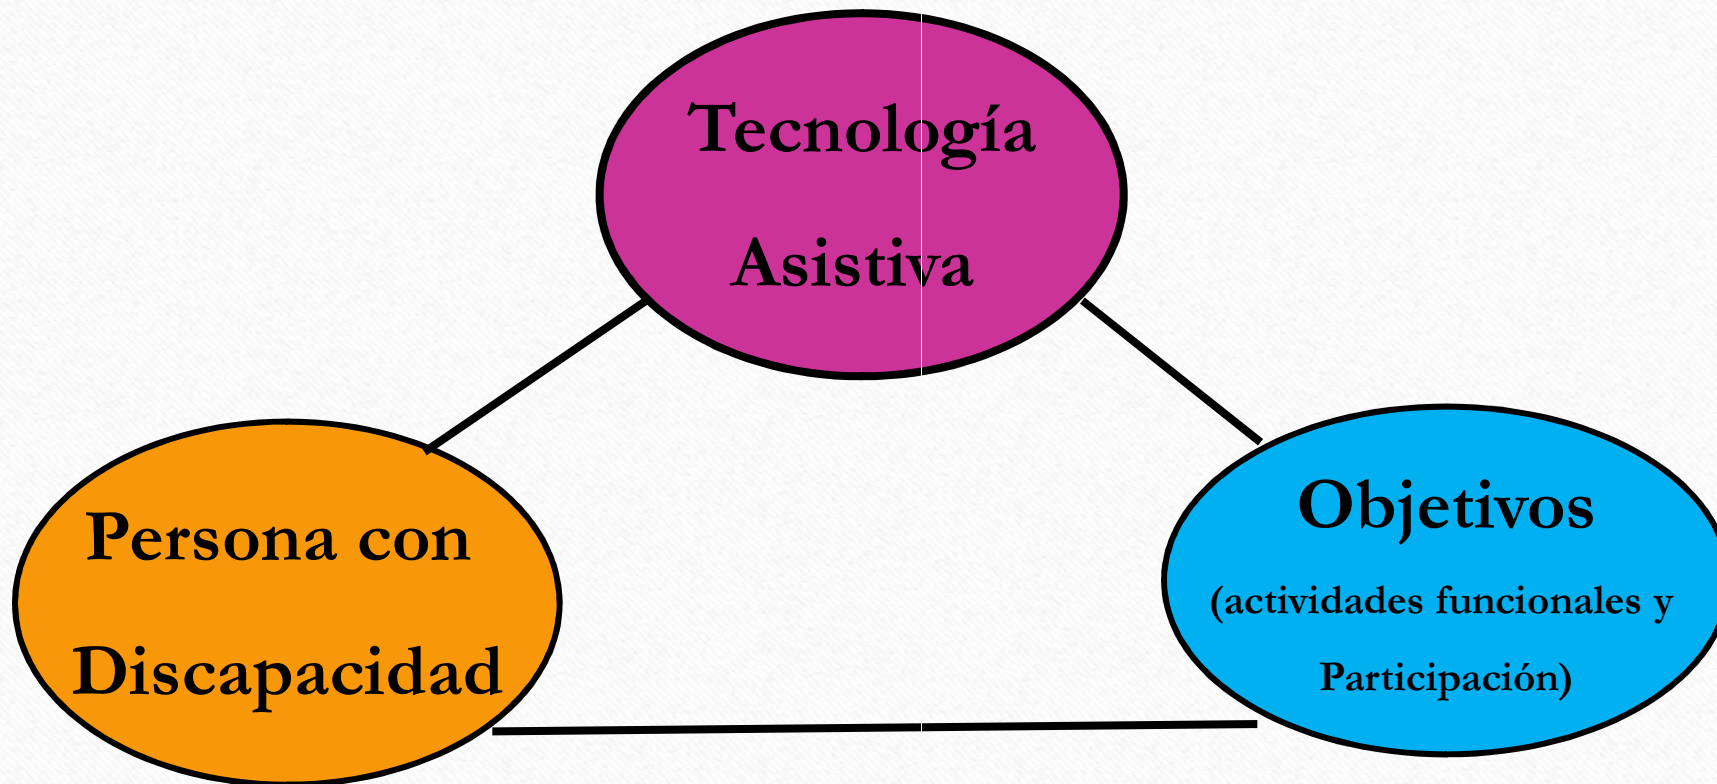 Tecnología
Asistiva
Persona con
Discapacidad
Objetivos
(actividades funcionales y
Participación)